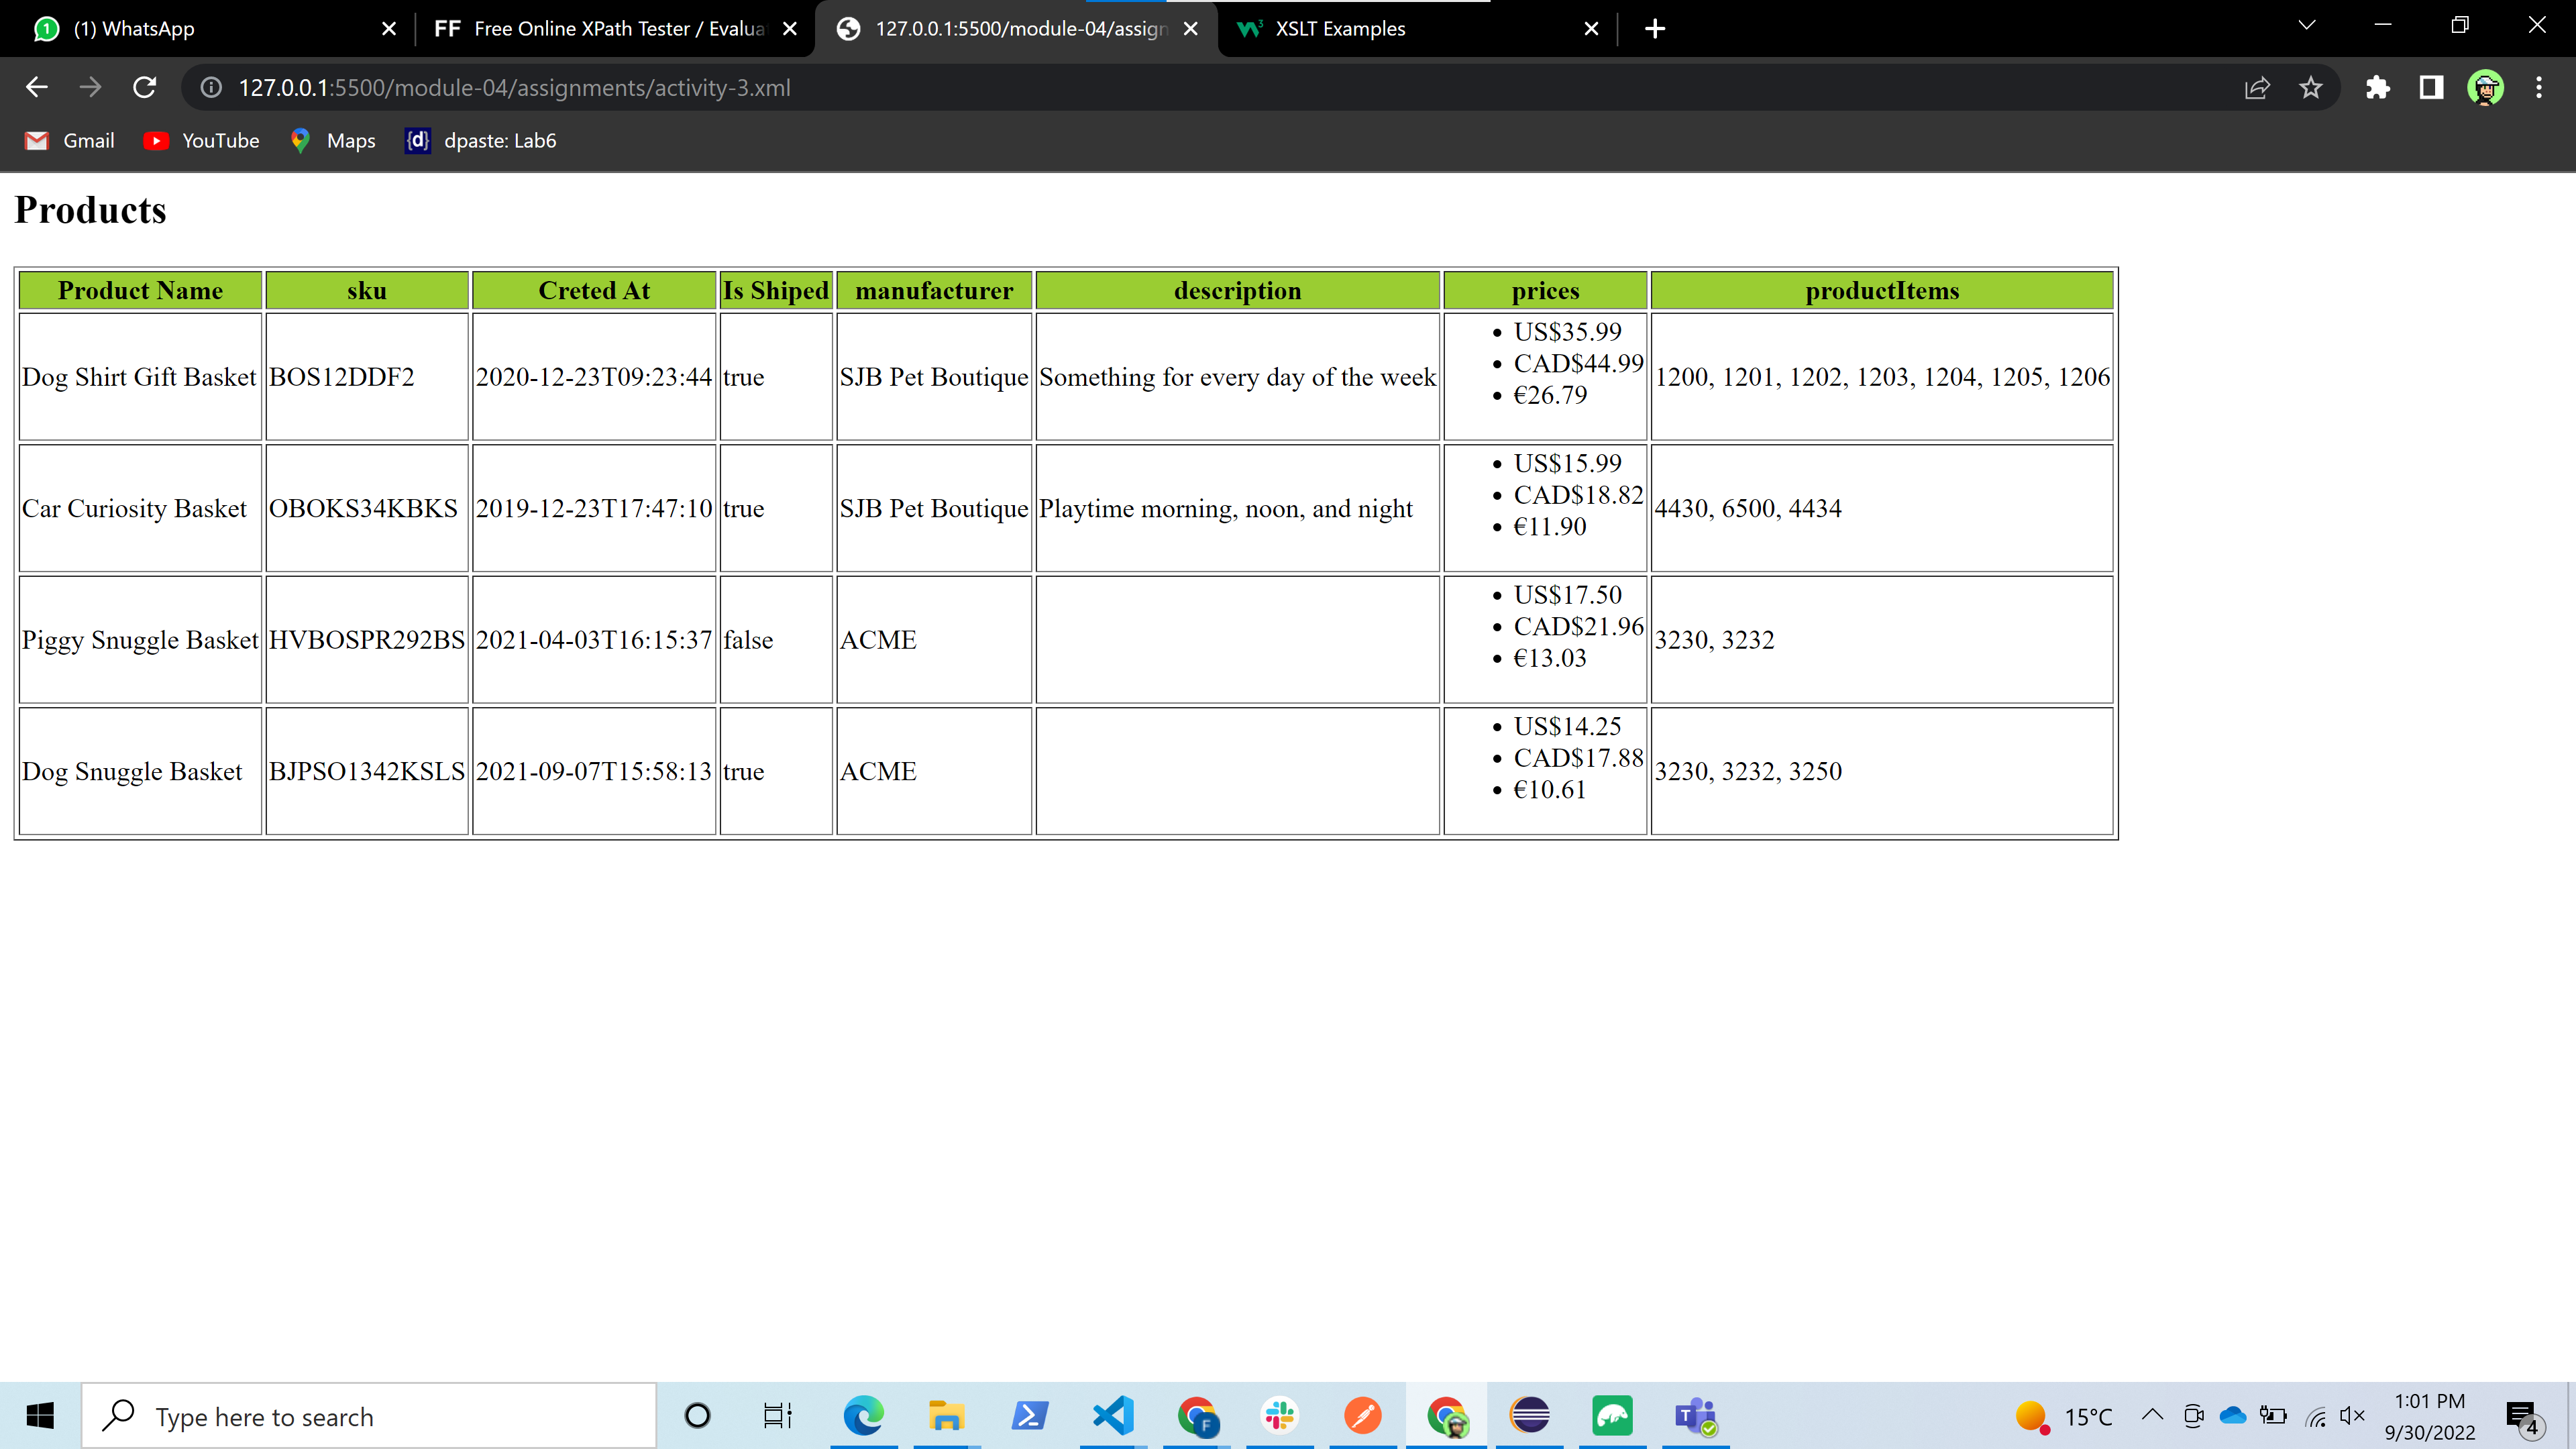 (1) WhatsApp
FF Free Online XPath Tester / Evalua
127.0.0.1:5500/module-04/assign
XSLT Examples
127.0.0.1:5500/module-04/assignments/activity-3.xml
Gmail YouTube Maps {d} dpaste: Lab6
Products
Product Name sku Creted At Is Shiped manufacturer description prices productItems
Dog Shirt Gift Basket BOS12DDF2 2020-12-23T09:23:44 true SJB Pet Boutique Something for every day of the week
• US$35.99
• CAD$44.99
• €26.79
1200, 1201, 1202, 1203, 1204, 1205, 1206
Car Curiosity Basket OBOKS34KBKS 2019-12-23T17:47:10 true SJB Pet Boutique Playtime morning, noon, and night
• US$15.99
• CAD$18.82
• €11.90
4430, 6500, 4434
Piggy Snuggle Basket HVBOSPR292BS 2021-04-03T16:15:37 false ACME
• US$17.50
• CAD$21.96
• €13.03
3230, 3232
Dog Snuggle Basket BJPSO1342KSLS 2021-09-07T15:58:13 true ACME
• US$14.25
• CAD$17.88
• €10.61
3230, 3232, 3250
Type here to search
15°C
1:01 PM
9/30/2022
4